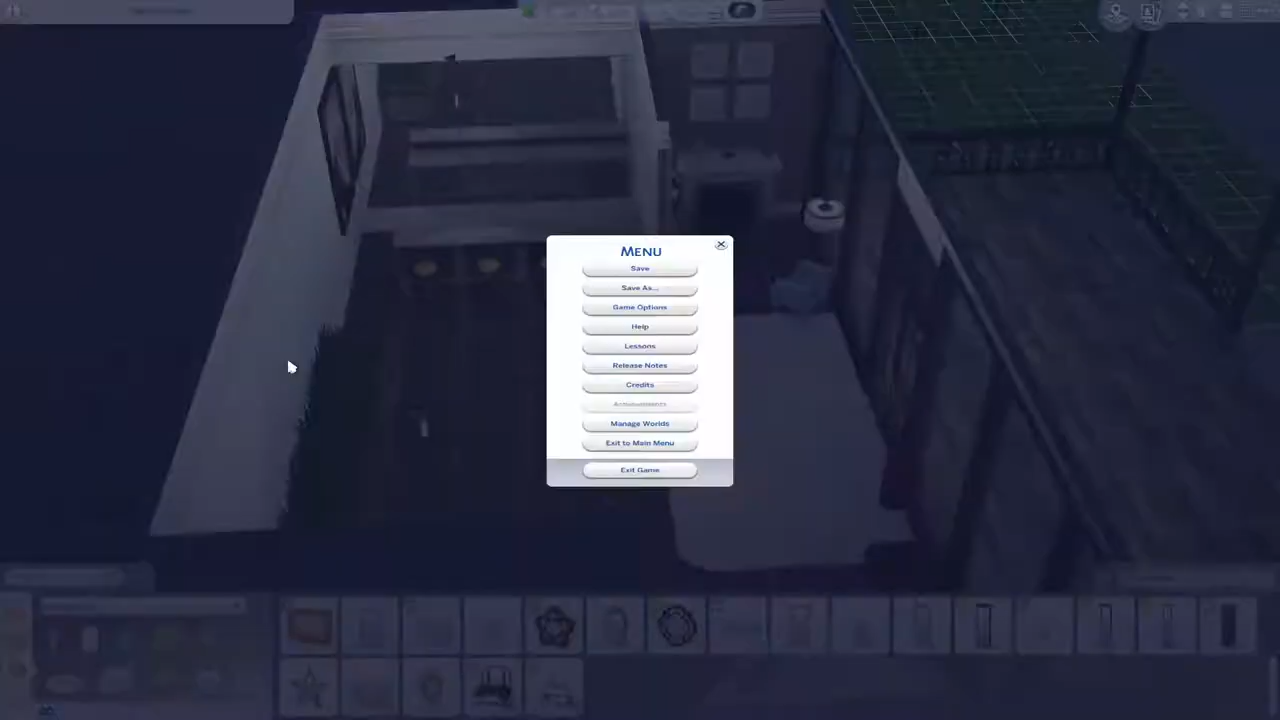 MENU
Save
Save As...
Game Options
Help
Lessons
Release Notes
Credits
Achievements
Manage Worlds
Exit to Main Menu
Exit Game